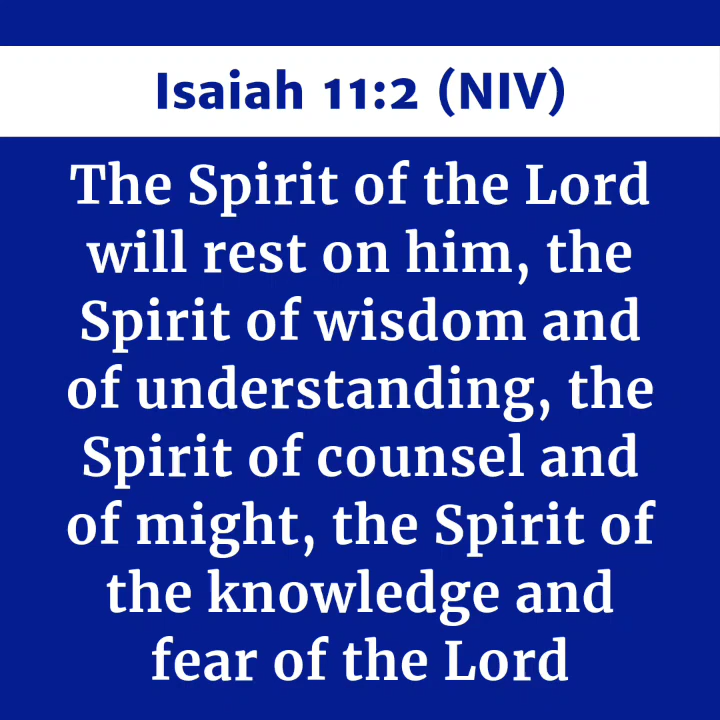 Isaiah 11:2 (NIV)
The Spirit of the Lord
will rest on him, the
Spirit of wisdom and
of understanding, the
Spirit of counsel and
of might, the Spirit of
the knowledge and
fear of the Lord